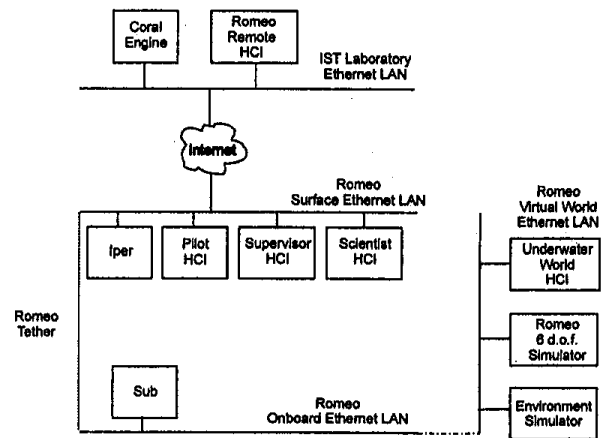 Coral
Engine
Romeo
Remote
HCI
IST Laboratory
Ethernet LAN
Internet
Romeo
Surface Ethernet LAN
Romeo
Virtual World
Ethernet LAN
Iper
Pilot
HCI
Supervisor
HCI
Scientist
HCI
Underwater
World
HCI
Romeo
Tether
Romeo
6 d.o.f.
Simulator
Sub
Romeo
Onboard Ethernet LAN
Environment
Simulator